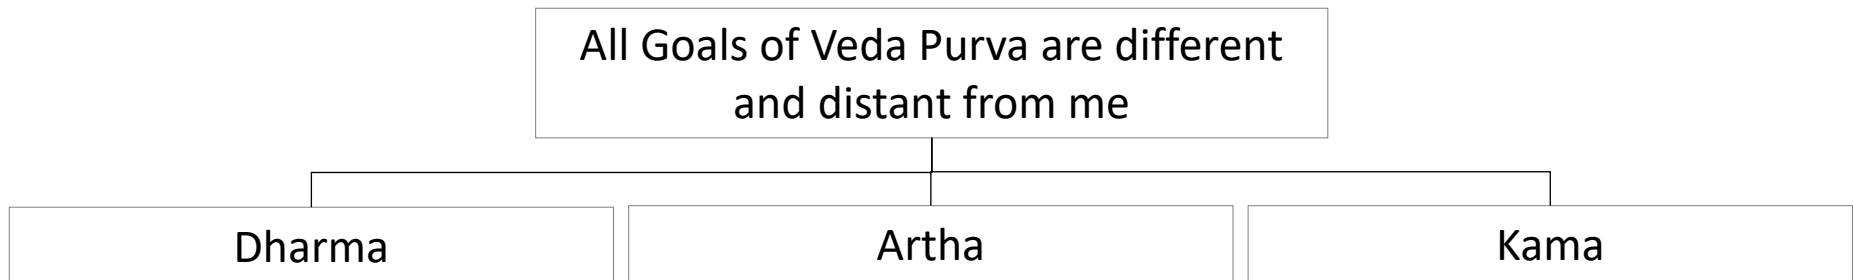 All Goals of Veda Purva are different
and distant from me
Dharma
Artha
Kama